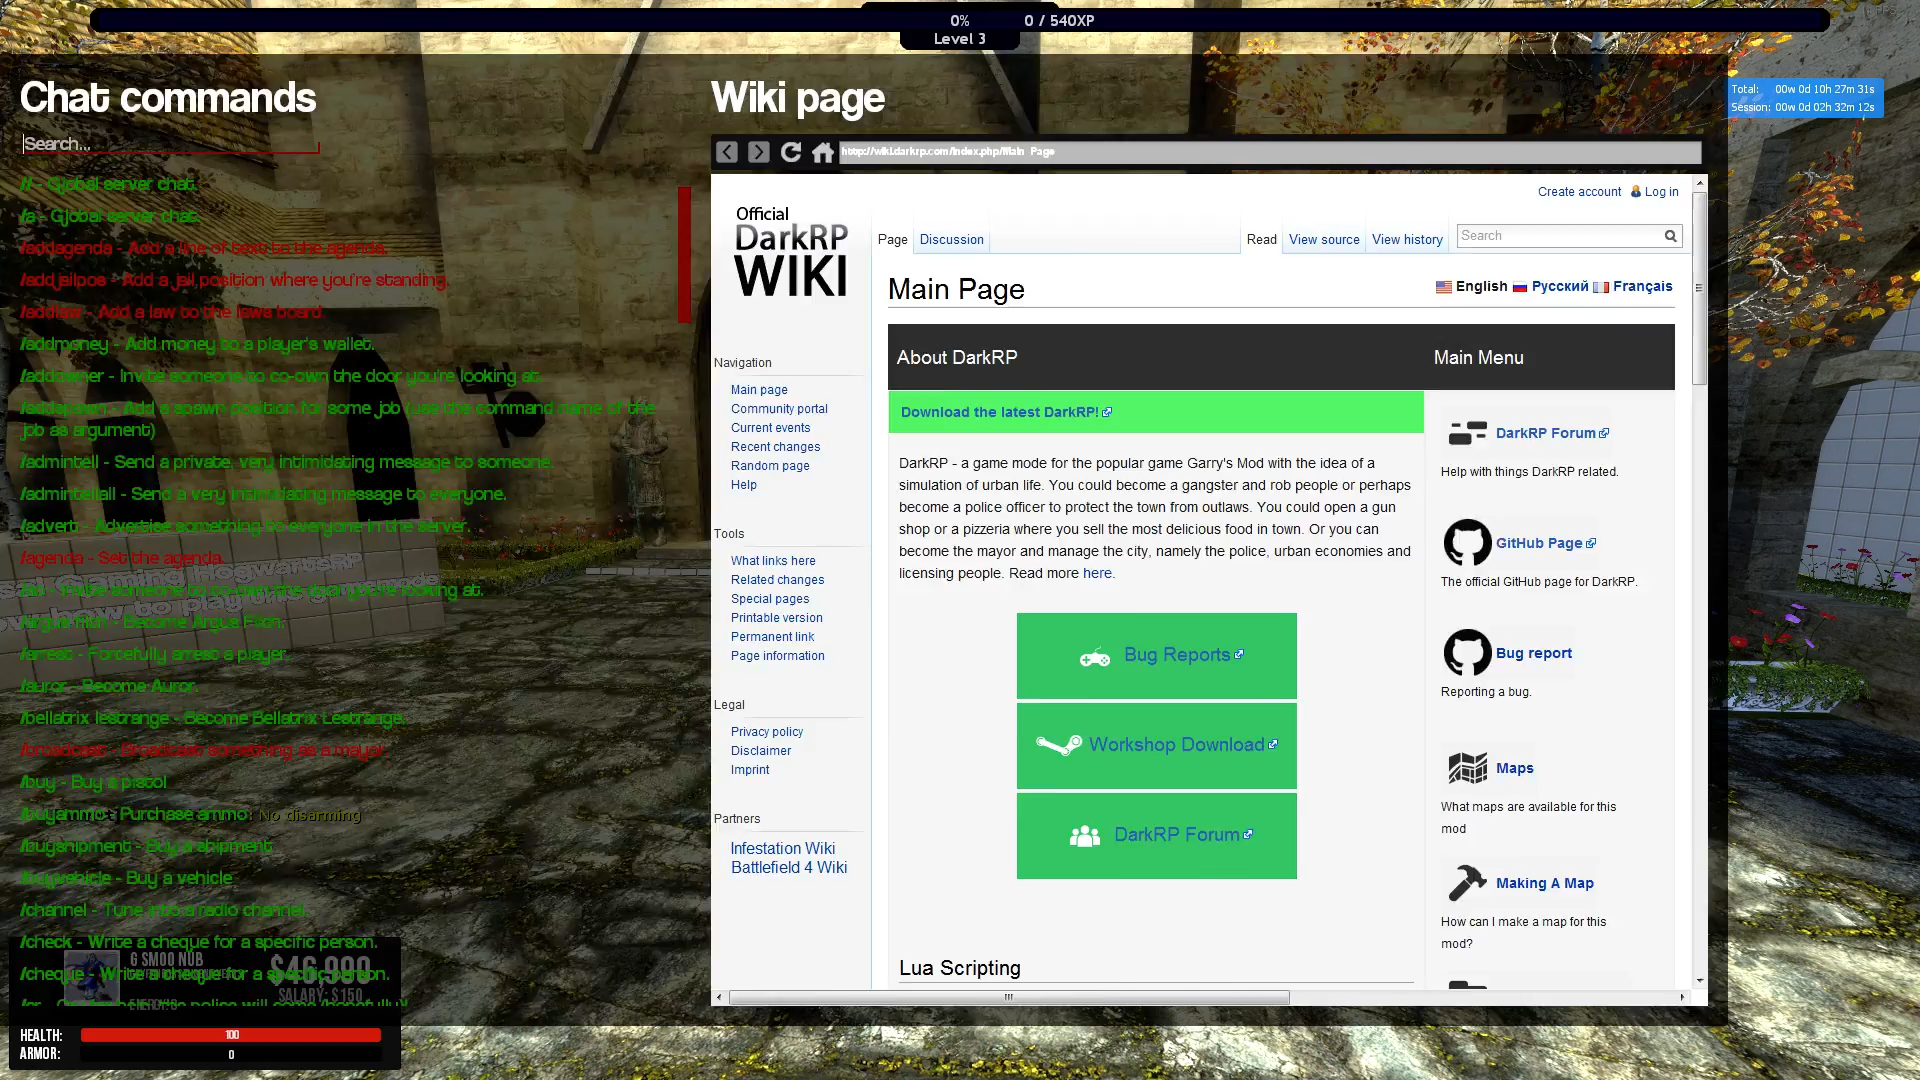 0%
0 / 540XP
Level 3
Chat commands
Search...
// - Global server chat.
/a - Global server chat.
/addagenda - Add a line of text to the agenda.
/addjailpos - Add a jail position where you're standing.
/addlaw - Add a law to the laws board.
/addmoney - Add money to a player's wallet.
/addowner - Invite someone to co-own the door you're looking at.
/addspawn - Add a spawn position for some job (use the command name of the
job as argument)
/admintell - Send a private, very intimidating message to someone.
/admintellall - Send a very intimidating message to everyone.
/advert - Advertise something to everyone in the server.
/agenda - Set the agenda.
/ao - Invite someone to co-own the door you're looking at.
/argus filch - Become Argus Filch.
/arrest - Forcefully arrest a player.
/auror - Become Auror.
/bellatrix lestrange - Become Bellatrix Lestrange.
/broadcast - Broadcast something as a mayor.
/buy - Buy a pistol
/buyammo - Purchase ammo:
No disarming
/buyshipment - Buy a shipment
/buyvehicle - Buy a vehicle
/channel - Tune into a radio channel.
/check - Write a cheque for a specific person.
/cheque - Write a cheque for a specific person.
G SMOO NUB
$46,990
SALARY: $150
HEALTH:
100
ARMOR:
0
Wiki page
http://wiki.darkrp.com/index.php/Main_Page
Create account
Log in
Official
DarkRP
WIKI
Page
Discussion
Read
View source
View history
Search
Main Page
English
Русский
Français
Navigation
Main page
Community portal
Current events
Recent changes
Random page
Help
Tools
What links here
Related changes
Special pages
Printable version
Permanent link
Page information
Legal
Privacy policy
Disclaimer
Imprint
Partners
Infestation Wiki
Battlefield 4 Wiki
About DarkRP
Download the latest DarkRP!
DarkRP - a game mode for the popular game Garry's Mod with the idea of a
simulation of urban life. You could become a gangster and rob people or perhaps
become a police officer to protect the town from outlaws. You could open a gun
shop or a pizzeria where you sell the most delicious food in town. Or you can
become the mayor and manage the city, namely the police, urban economies and
licensing people. Read more here.
Bug Reports
Workshop Download
DarkRP Forum
Lua Scripting
Main Menu
DarkRP Forum
Help with things DarkRP related.
GitHub Page
The official GitHub page for DarkRP.
Bug report
Reporting a bug.
Maps
What maps are available for this
mod
Making A Map
How can I make a map for this
mod?
Total: 00w 0d 10h 27m 31s
Session: 00w 0d 02h 32m 12s